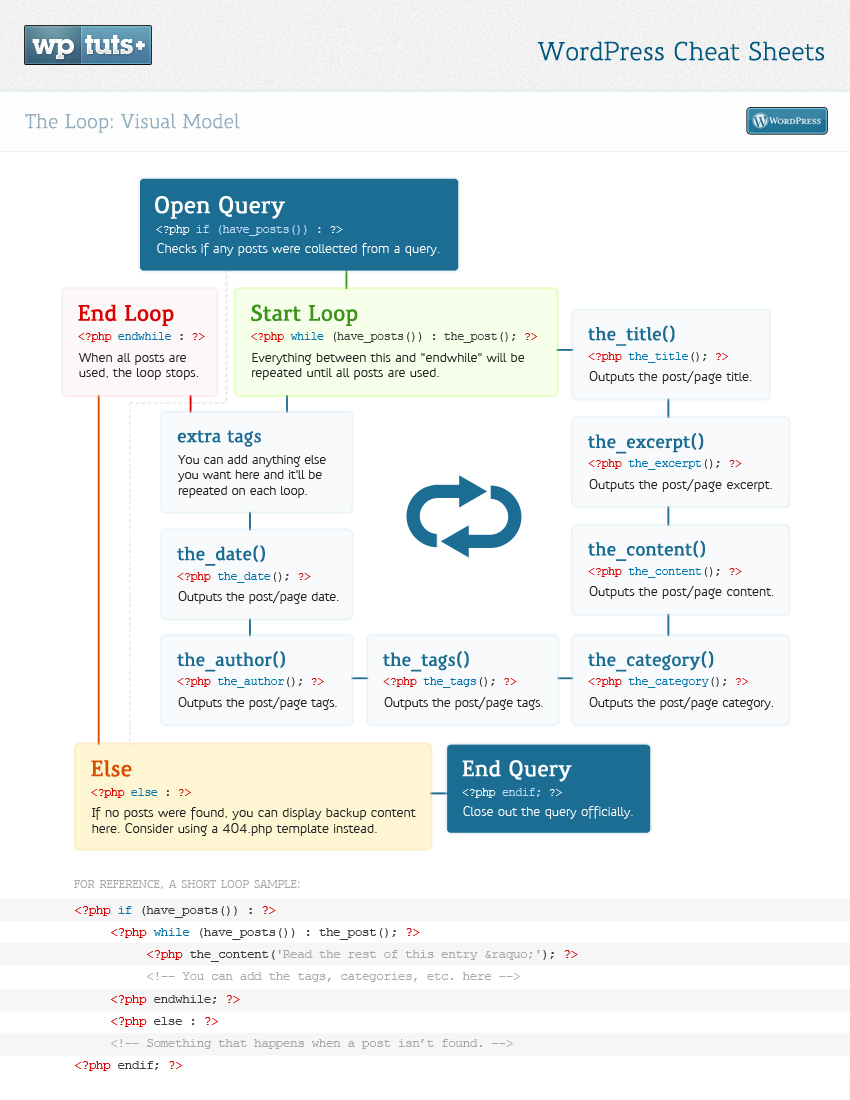 wp tuts+
WordPress Cheat Sheets
The Loop: Visual Model
WORDPRESS
Open Query
<?php if (have_posts()) : ?>
Checks if any posts were collected from a query.
End Loop
<?php endwhile : ?>
When all posts are
used, the loop stops.
Start Loop
<?php while (have_posts()) : the_post(); ?>
Everything between this and "endwhile" will be
repeated until all posts are used.
the_title()
<?php the_title(); ?>
Outputs the post/page title.
the_excerpt()
<?php the_excerpt(); ?>
Outputs the post/page excerpt.
the_content()
<?php the_content(); ?>
Outputs the post/page content.
the_category()
<?php the_category(); ?>
Outputs the post/page category.
the_tags()
<?php the_tags(); ?>
Outputs the post/page tags.
the_author()
<?php the_author(); ?>
Outputs the post/page tags.
the_date()
<?php the_date(); ?>
Outputs the post/page date.
extra tags
You can add anything else
you want here and it'll be
repeated on each loop.
Else
<?php else : ?>
If no posts were found, you can display backup content
here. Consider using a 404.php template instead.
End Query
<?php endif; ?>
Close out the query officially.
FOR REFERENCE, A SHORT LOOP SAMPLE:
<?php if (have_posts()) : ?>
<?php while (have_posts()) : the_post(); ?>
<?php the_content('Read the rest of this entry &raquo;'); ?>
<!-- You can add the tags, categories, etc. here -->
<?php endwhile; ?>
<?php else : ?>
<!-- Something that happens when a post isn't found. -->
<?php endif; ?>